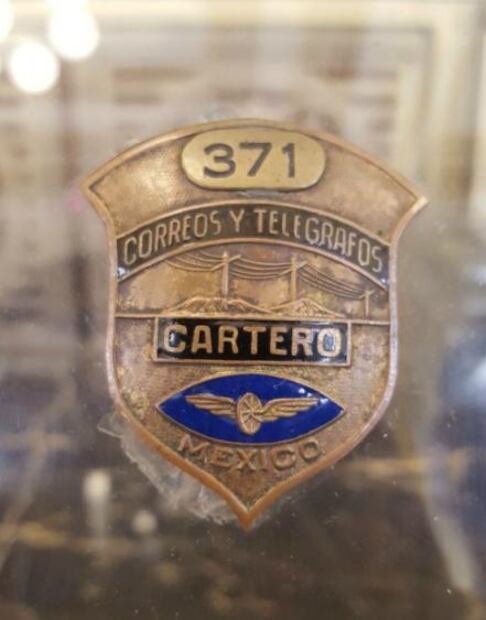 371
CORREOS Y TELEGRAFOS
CARTERO
MEXICO